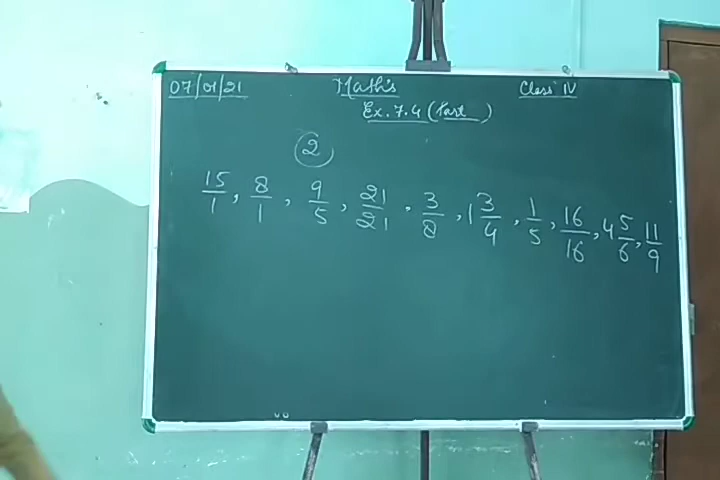 07/01/21 Maths Class IV
Ex. 7.4 (Part )
2
15/1, 8/1, 9/5, 21/21, 3/8, 1 3/4, 1/5, 16/16, 4 5/6, 11/9